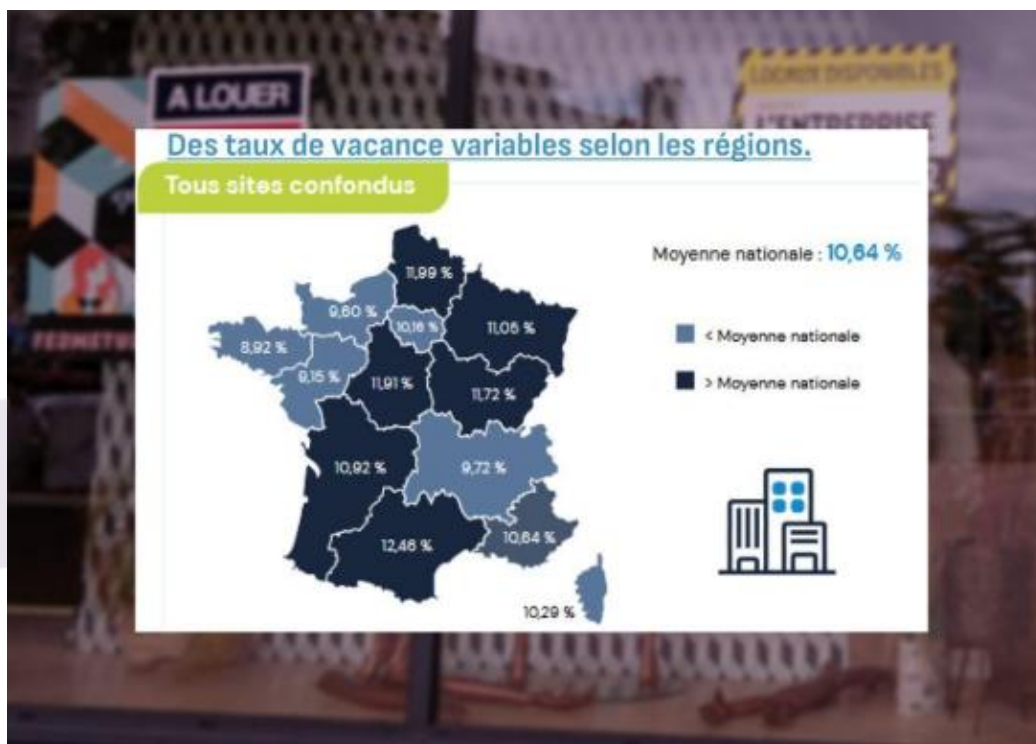 A LOUER
LOCAUX DISPONIBLES
L'ENTREPRISE
Des taux de vacance variables selon les régions.
Tous sites confondus
Moyenne nationale : 10,64 %
11,99 %
9,60 %
10,16 %
11,05 %
8,92 %
< Moyenne nationale
9,15 %
11,91 %
11,72 %
> Moyenne nationale
10,92 %
9,72 %
12,46 %
10,64 %
10,29 %